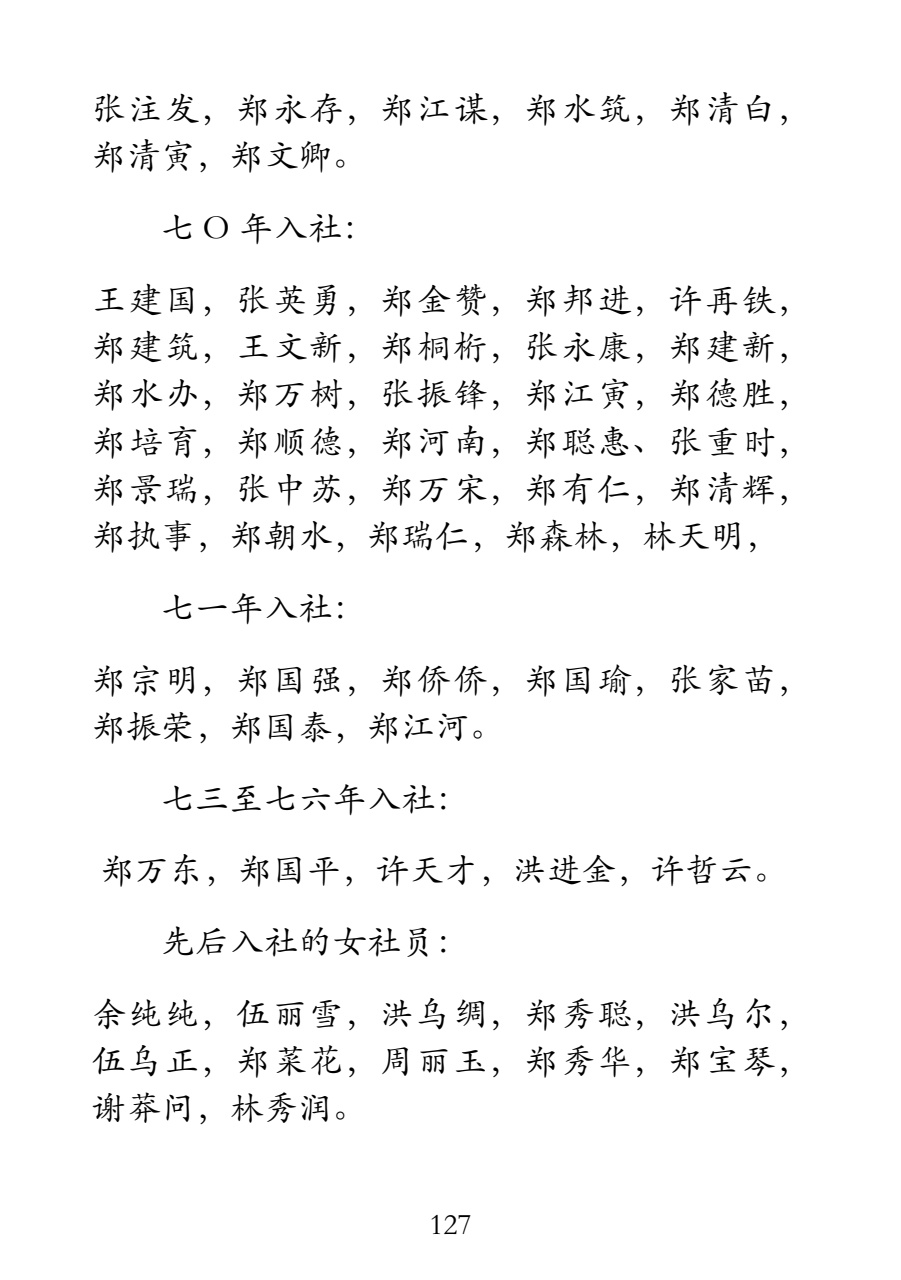 张注发，郑永存，郑江谋，郑水筑，郑清白，
郑清寅，郑文卿。
七 O 年入社：
王建国，张英勇，郑金赞，郑邦进，许再铁，
郑建筑，王文新，郑桐桁，张永康，郑建新，
郑水办，郑万树，张振锋，郑江寅，郑德胜，
郑培育，郑顺德，郑河南，郑聪惠、张重时，
郑景瑞，张中苏，郑万宋，郑有仁，郑清辉，
郑执事，郑朝水，郑瑞仁，郑森林，林天明，
七一年入社：
郑宗明，郑国强，郑侨侨，郑国瑜，张家苗，
郑振荣，郑国泰，郑江河。
七三至七六年入社：
郑万东，郑国平，许天才，洪进金，许哲云。
先后入社的女社员：
余纯纯，伍丽雪，洪乌绸，郑秀聪，洪乌尔，
伍乌正，郑菜花，周丽玉，郑秀华，郑宝琴，
谢莽问，林秀润。
127